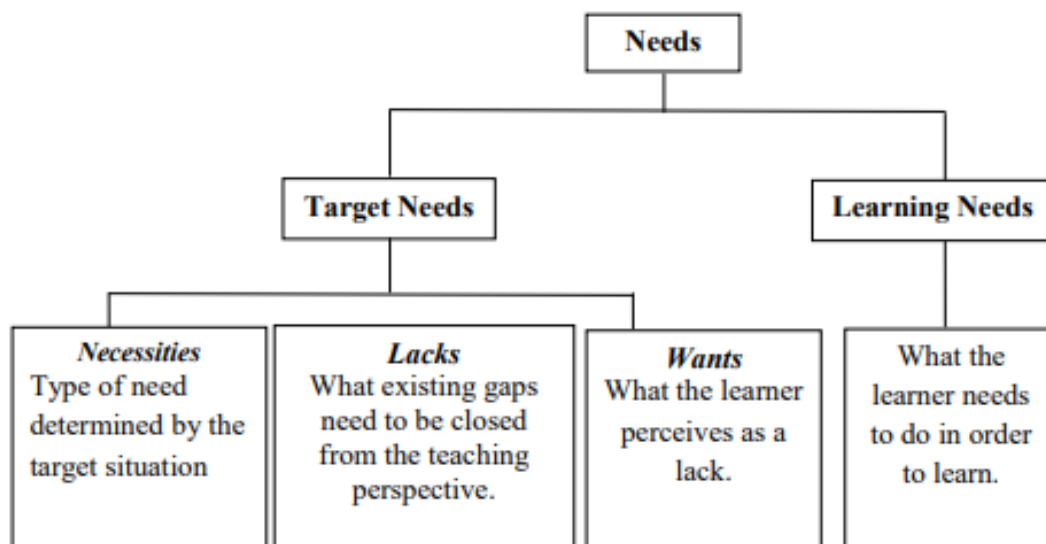 Needs
Target Needs
Learning Needs
Necessities
Type of need
determined by the
target situation
Lacks
What existing gaps
need to be closed
from the teaching
perspective.
Wants
What the learner
perceives as a
lack.
What the
learner needs
to do in order
to learn.